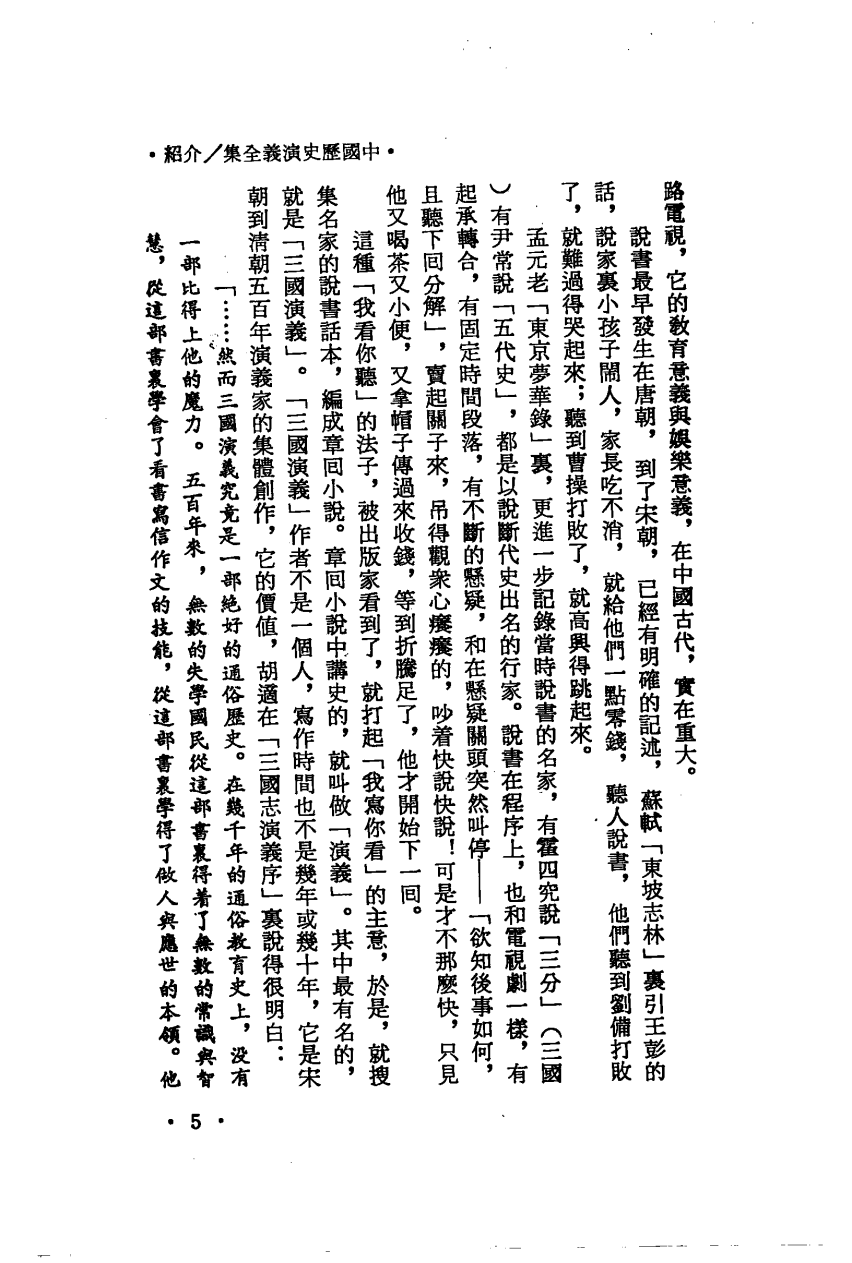 •紹介／集全義演史歷國中•
路電視，它的教育意義與娛樂意義，在中國古代，實在重大。
說書最早發生在唐朝，到了宋朝，已經有明確的記述，蘇軾「東坡志林」裏引王彭的
話，說家裏小孩子鬧人，家長吃不消，就給他們一點零錢，聽人說書，他們聽到劉備打敗
了，就難過得哭起來；聽到曹操打敗了，就高興得跳起來。
孟元老「東京夢華錄」裏，更進一步記錄當時說書的名家，有霍四究說「三分」（三國
）有尹常說「五代史」，都是以說斷代史出名的行家。說書在程序上，也和電視劇一樣，有
起承轉合，有固定時間段落，有不斷的懸疑，和在懸疑關頭突然叫停——「欲知後事如何，
且聽下回分解」，賣起關子來，吊得觀衆心癢癢的，吵着快說快說！可是才不那麼快，只見
他又喝茶又小便，又拿帽子傳過來收錢，等到折騰足了，他才開始下一回。
這種「我看你聽」的法子，被出版家看到了，就打起「我寫你看」的主意，於是，就搜
集名家的說書話本，編成章回小說。章回小說中講史的，就叫做「演義」。其中最有名的，
就是「三國演義」。「三國演義」作者不是一個人，寫作時間也不是幾年或幾十年，它是宋
朝到清朝五百年演義家的集體創作，它的價值，胡適在「三國志演義序」裏說得很明白：
「……然而三國演義究竟是一部絕好的通俗歷史。在幾千年的通俗教育史上，沒有
一部比得上他的魔力。五百年來，無數的失學國民從這部書裏得着了無數的常識與智
慧，從這部書裏學會了看書寫信作文的技能，從這部書裏學得了做人與應世的本領。他
•5•